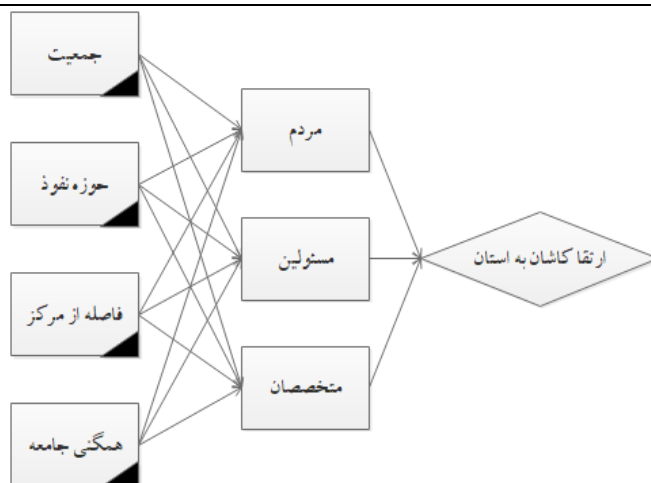 جمعیت
حوزه نفوذ
فاصله از مرکز
همگنی جامعه
مردم
مسئولین
متخصصان
ارتقا کاشان به استان